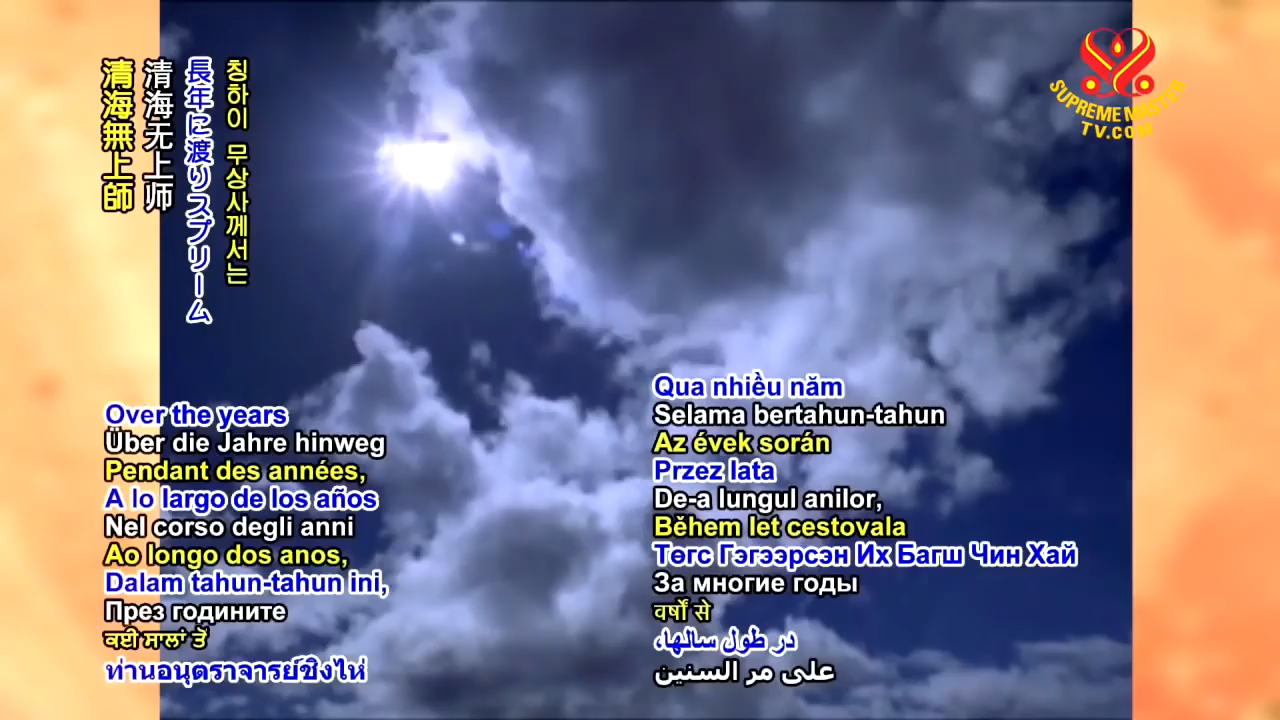 清海無上師
清海无上师
長年に渡りスプリーム
칭하이 무상사께서는
SUPREME MASTER
TV.COM
Over the years
Über die Jahre hinweg
Pendant des années,
A lo largo de los años
Nel corso degli anni
Ao longo dos anos,
Dalam tahun-tahun ini,
През годините
ਕਈ ਸਾਲਾਂ ਤੋਂ
ท่านอนุตราจารย์ชิงไห่
Qua nhiều năm
Selama bertahun-tahun
Az évek során
Przez lata
De-a lungul anilor,
Během let cestovala
Төгс Гэгээрсэн Их Багш Чин Хай
За многие годы
वर्षों से
در طول سالها،
على مر السنين